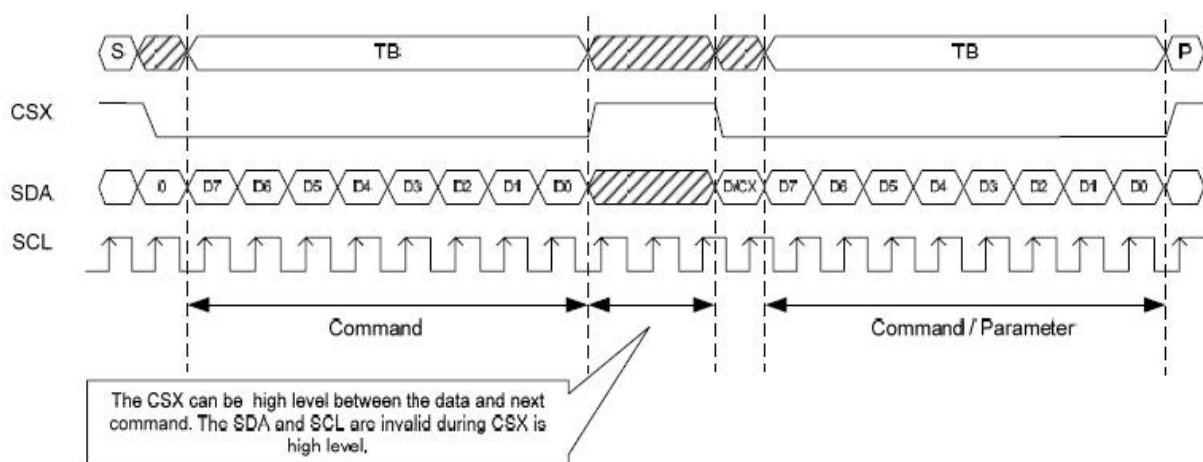 S TB TB P
CSX
SDA 0 D7 D6 D5 D4 D3 D2 D1 D0 D/CX D7 D6 D5 D4 D3 D2 D1 D0
SCL
Command Command / Parameter
The CSX can be high level between the data and next
command. The SDA and SCL are invalid during CSX is
high level.